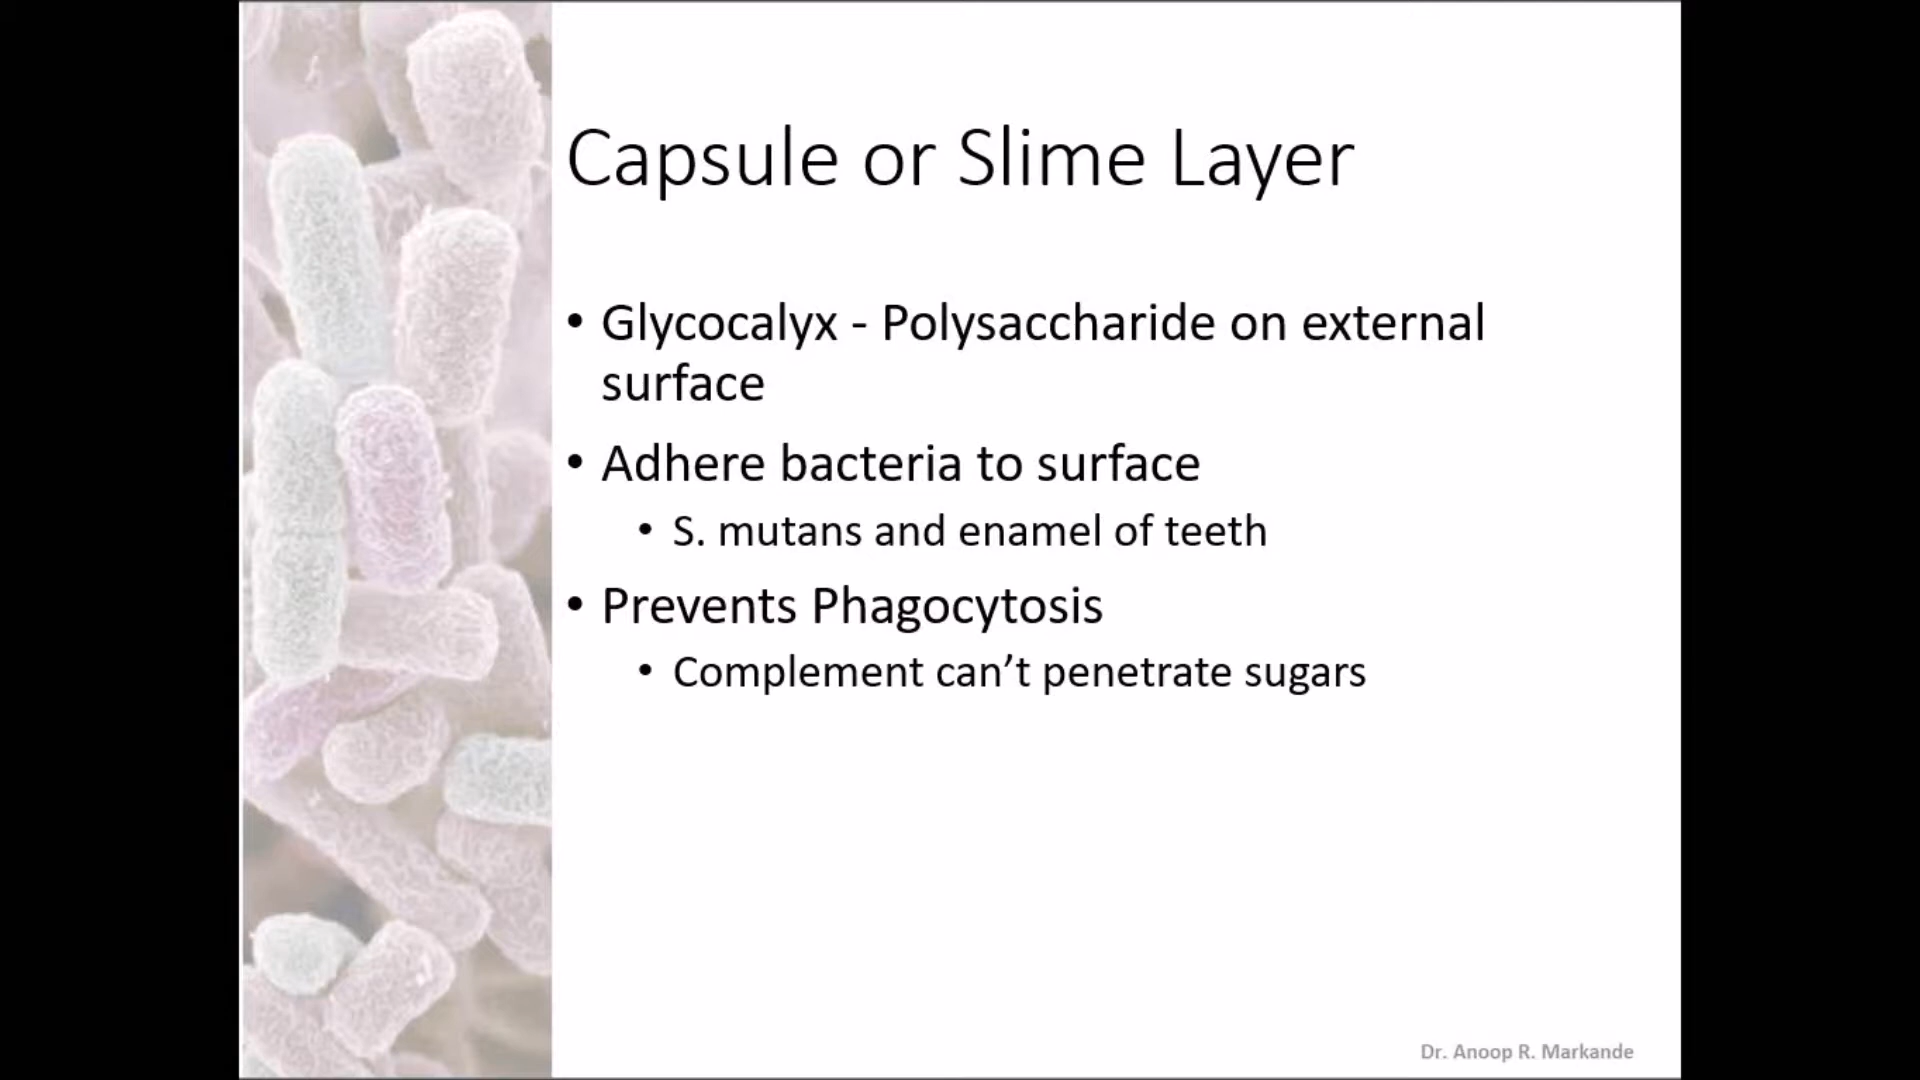 Capsule or Slime Layer
• Glycocalyx - Polysaccharide on external
surface
• Adhere bacteria to surface
• S. mutans and enamel of teeth
• Prevents Phagocytosis
• Complement can’t penetrate sugars
Dr. Anoop R. Markande